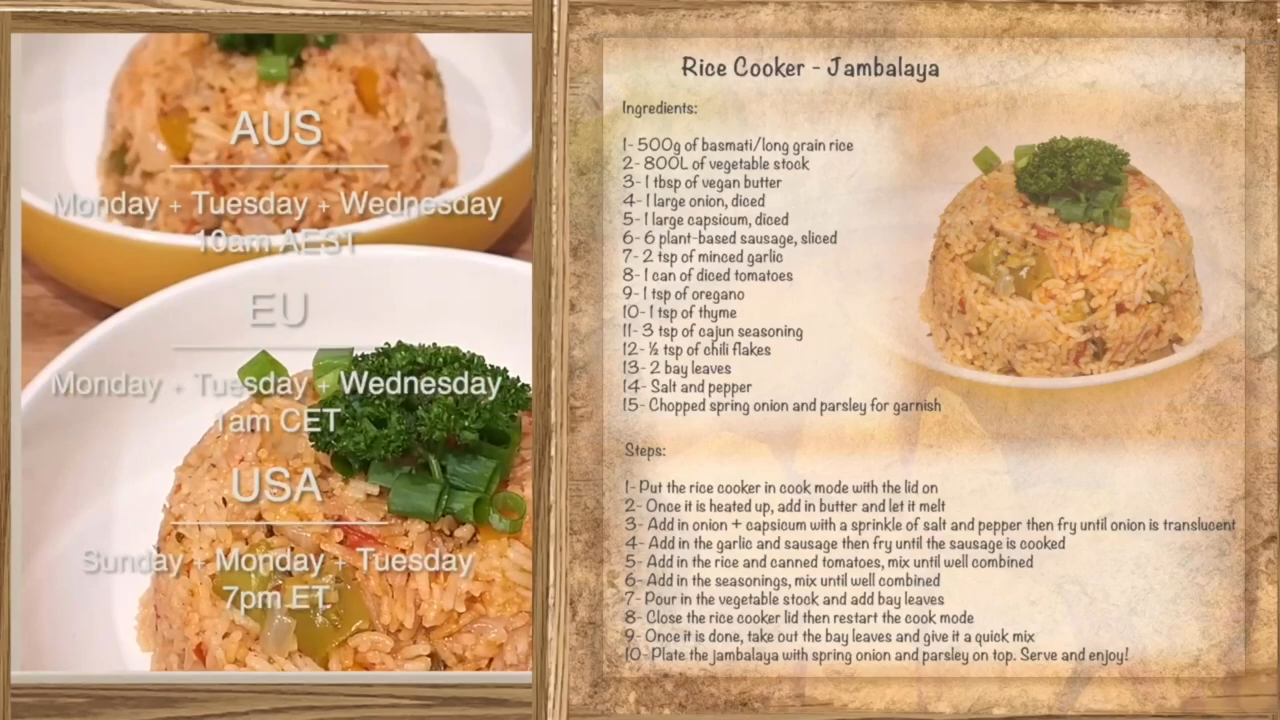 AUS
Monday + Tuesday + Wednesday
10am AEST
EU
Monday + Tuesday + Wednesday
1am CET
USA
Sunday + Monday + Tuesday
7pm ET
Rice Cooker - Jambalaya
Ingredients:
1- 500g of basmati/long grain rice
2- 800L of vegetable stock
3- 1 tbsp of vegan butter
4- 1 large onion, diced
5- 1 large capsicum, diced
6- 6 plant-based sausage, sliced
7- 2 tsp of minced garlic
8- 1 can of diced tomatoes
9- 1 tsp of oregano
10- 1 tsp of thyme
11- 3 tsp of cajun seasoning
12- ½ tsp of chili flakes
13- 2 bay leaves
14- Salt and pepper
15- Chopped spring onion and parsley for garnish
Steps:
1- Put the rice cooker in cook mode with the lid on
2- Once it is heated up, add in butter and let it melt
3- Add in onion + capsicum with a sprinkle of salt and pepper then fry until onion is translucent
4- Add in the garlic and sausage then fry until the sausage is cooked
5- Add in the rice and canned tomatoes, mix until well combined
6- Add in the seasonings, mix until well combined
7- Pour in the vegetable stock and add bay leaves
8- Close the rice cooker lid then restart the cook mode
9- Once it is done, take out the bay leaves and give it a quick mix
10- Plate the jambalaya with spring onion and parsley on top. Serve and enjoy!